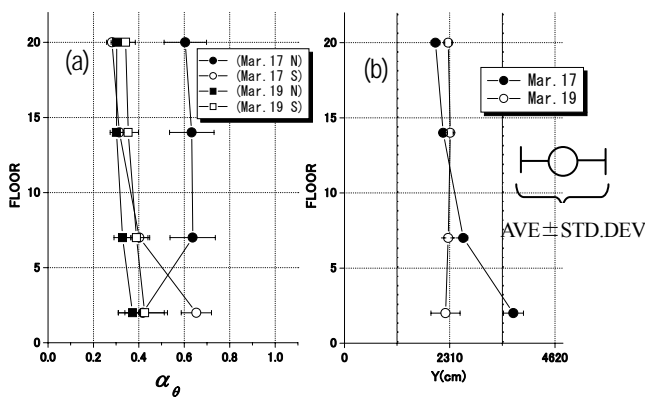 (a)
(Mar. 17 N)
(Mar. 17 S)
(Mar. 19 N)
(Mar. 19 S)
FLOOR
20
15
10
5
0
0.0 0.2 0.4 0.6 0.8 1.0
αθ
(b)
Mar. 17
Mar. 19
FLOOR
20
15
10
5
0
0 2310 4620
Y(cm)
AVE±STD.DEV